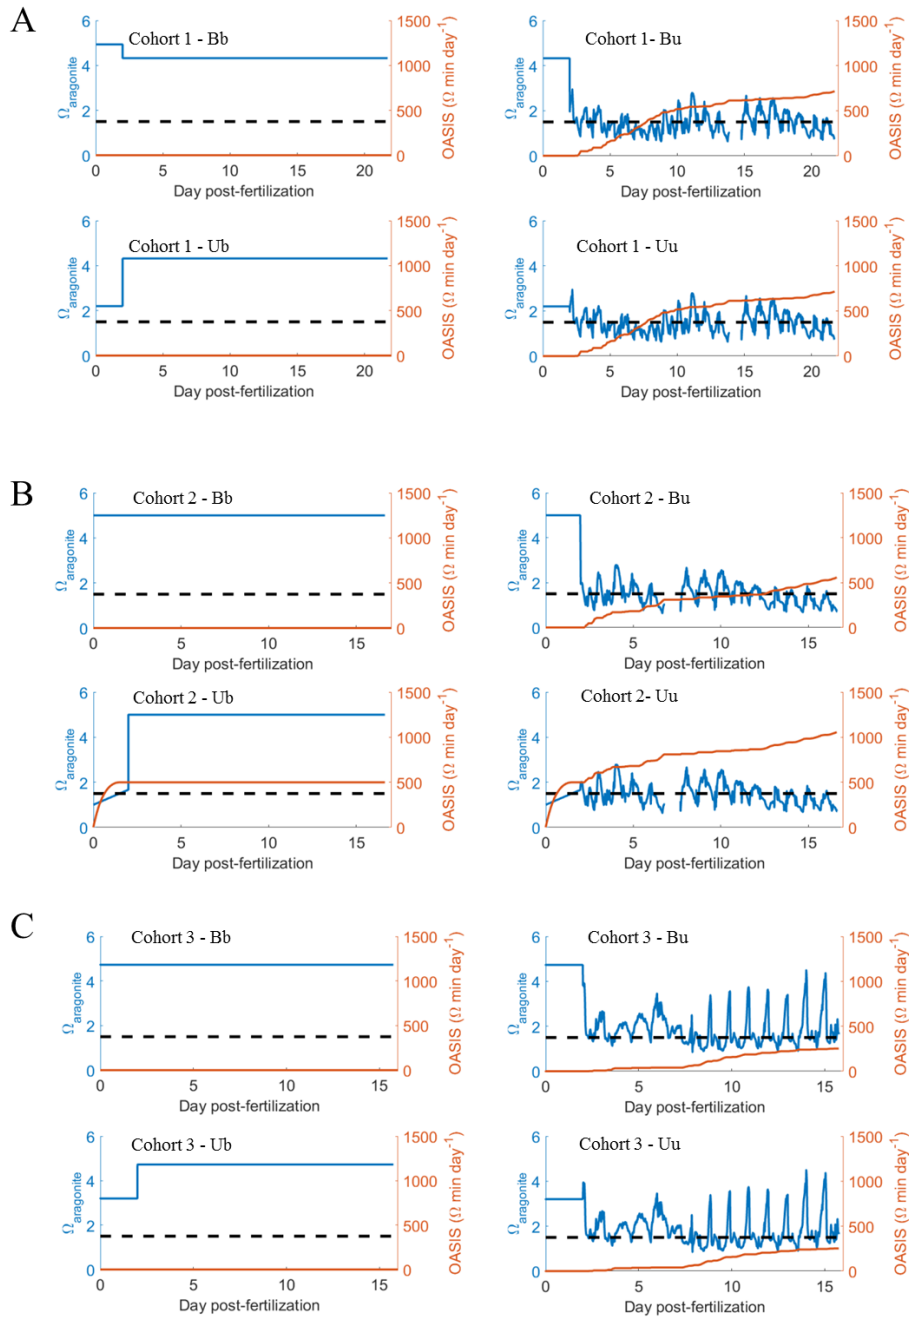 A
Cohort 1 - Bb
6
4
2
0
Ωaragonite
1500
1000
500
0
OASIS (Ω min day-1)
0 5 10 15 20
Day post-fertilization
Cohort 1- Bu
6
4
2
0
Ωaragonite
1500
1000
500
0
OASIS (Ω min day-1)
0 5 10 15 20
Day post-fertilization
Cohort 1 - Ub
6
4
2
0
Ωaragonite
1500
1000
500
0
OASIS (Ω min day-1)
0 5 10 15 20
Day post-fertilization
Cohort 1 - Uu
6
4
2
0
Ωaragonite
1500
1000
500
0
OASIS (Ω min day-1)
0 5 10 15 20
Day post-fertilization
B
Cohort 2 - Bb
6
4
2
0
Ωaragonite
1500
1000
500
0
OASIS (Ω min day-1)
0 5 10 15
Day post-fertilization
Cohort 2 - Bu
6
4
2
0
Ωaragonite
1500
1000
500
0
OASIS (Ω min day-1)
0 5 10 15
Day post-fertilization
Cohort 2 - Ub
6
4
2
0
Ωaragonite
1500
1000
500
0
OASIS (Ω min day-1)
0 5 10 15
Day post-fertilization
Cohort 2- Uu
6
4
2
0
Ωaragonite
1500
1000
500
0
OASIS (Ω min day-1)
0 5 10 15
Day post-fertilization
C
Cohort 3 - Bb
6
4
2
0
Ωaragonite
1500
1000
500
0
OASIS (Ω min day-1)
0 5 10 15
Day post-fertilization
Cohort 3 - Bu
6
4
2
0
Ωaragonite
1500
1000
500
0
OASIS (Ω min day-1)
0 5 10 15
Day post-fertilization
Cohort 3 - Ub
6
4
2
0
Ωaragonite
1500
1000
500
0
OASIS (Ω min day-1)
0 5 10 15
Day post-fertilization
Cohort 3 - Uu
6
4
2
0
Ωaragonite
1500
1000
500
0
OASIS (Ω min day-1)
0 5 10 15
Day post-fertilization